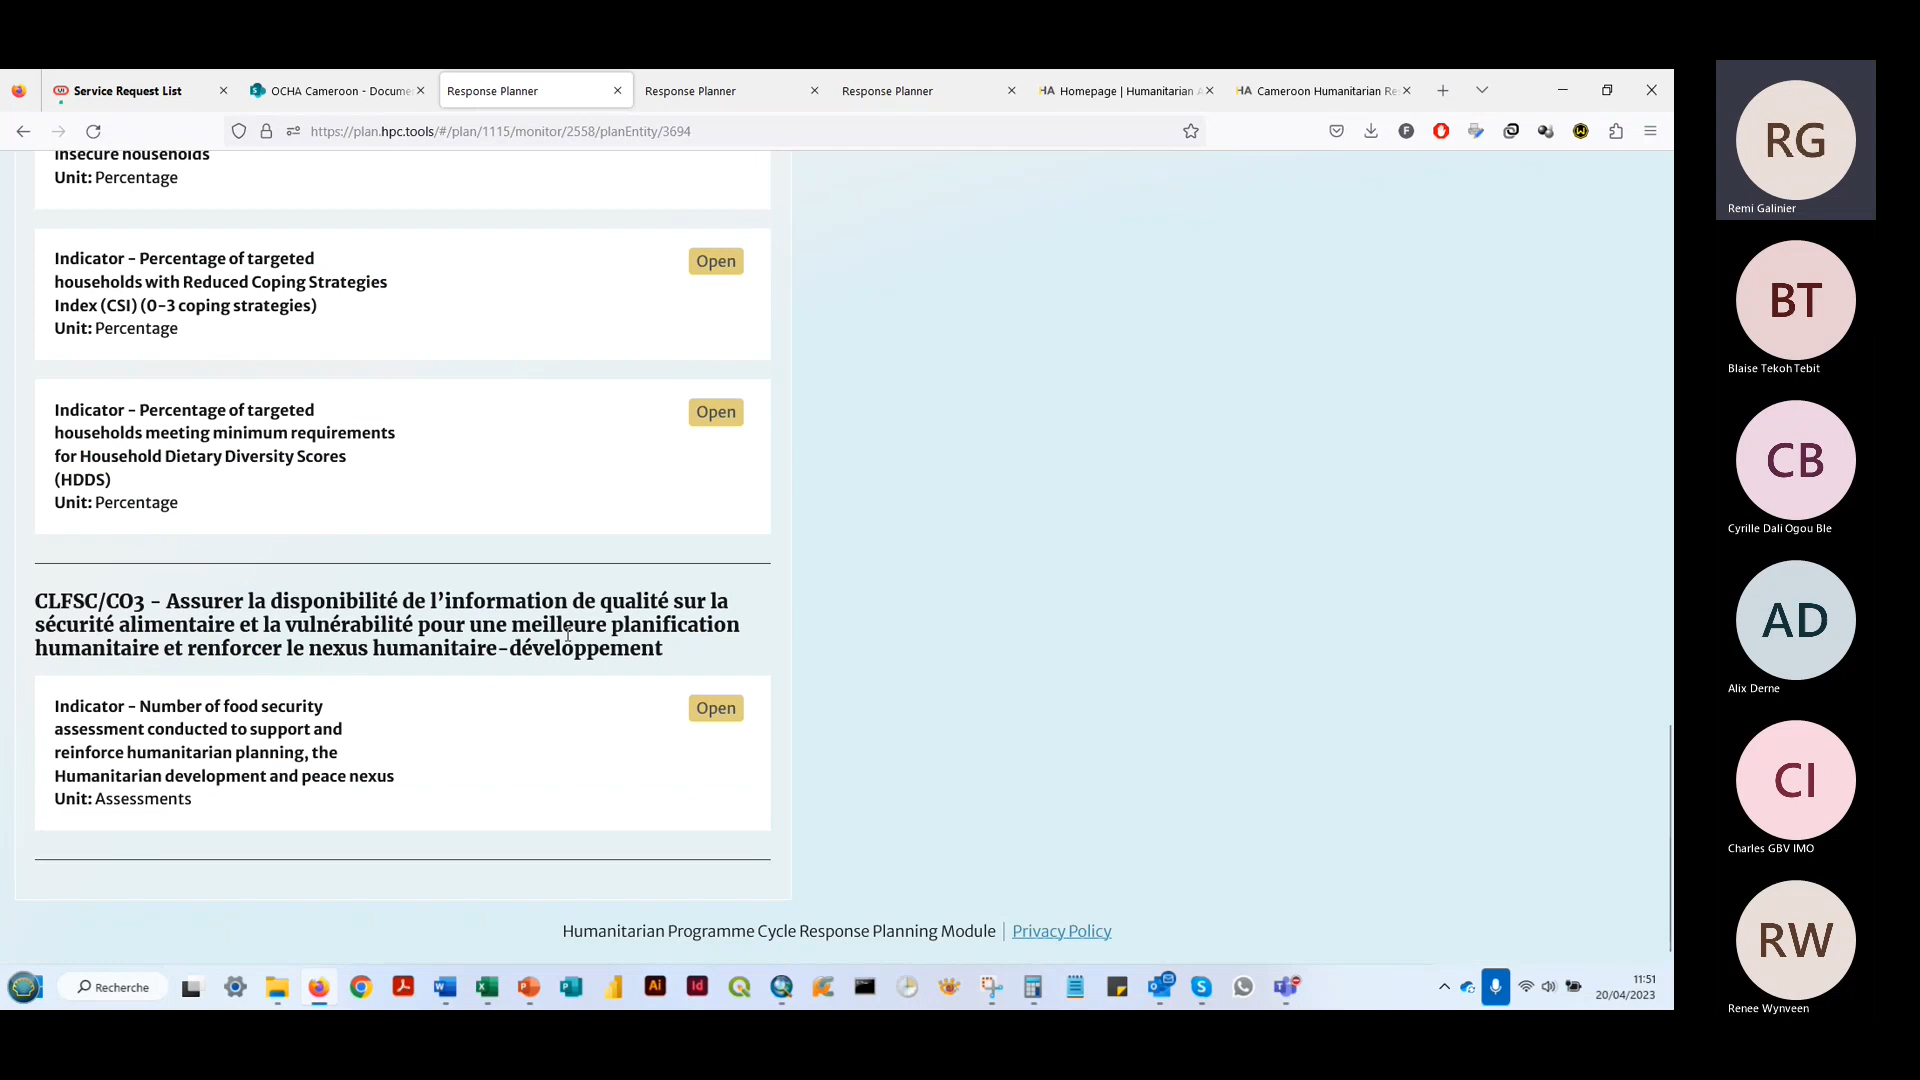 Service Request List
OCHA Cameroon - Docume
Response Planner
Response Planner
Response Planner
HA Homepage | Humanitarian A
HA Cameroon Humanitarian Re
https://plan.hpc.tools/#/plan/1115/monitor/2558/planEntity/3694
insecure households
Unit: Percentage
Indicator - Percentage of targeted
households with Reduced Coping Strategies
Index (CSI) (0-3 coping strategies)
Unit: Percentage
Open
Indicator - Percentage of targeted
households meeting minimum requirements
for Household Dietary Diversity Scores
(HDDS)
Unit: Percentage
Open
CLFSC/CO3 - Assurer la disponibilité de l’information de qualité sur la
sécurité alimentaire et la vulnérabilité pour une meilleure planification
humanitaire et renforcer le nexus humanitaire-développement
Indicator - Number of food security
assessment conducted to support and
reinforce humanitarian planning, the
Humanitarian development and peace nexus
Unit: Assessments
Open
Humanitarian Programme Cycle Response Planning Module | Privacy Policy
Recherche
11:51
20/04/2023
RG
Remi Galinier
BT
Blaise Tekoh Tebit
CB
Cyrille Dali Ogou Ble
AD
Alix Derne
CI
Charles GBV IMO
RW
Renee Wynveen